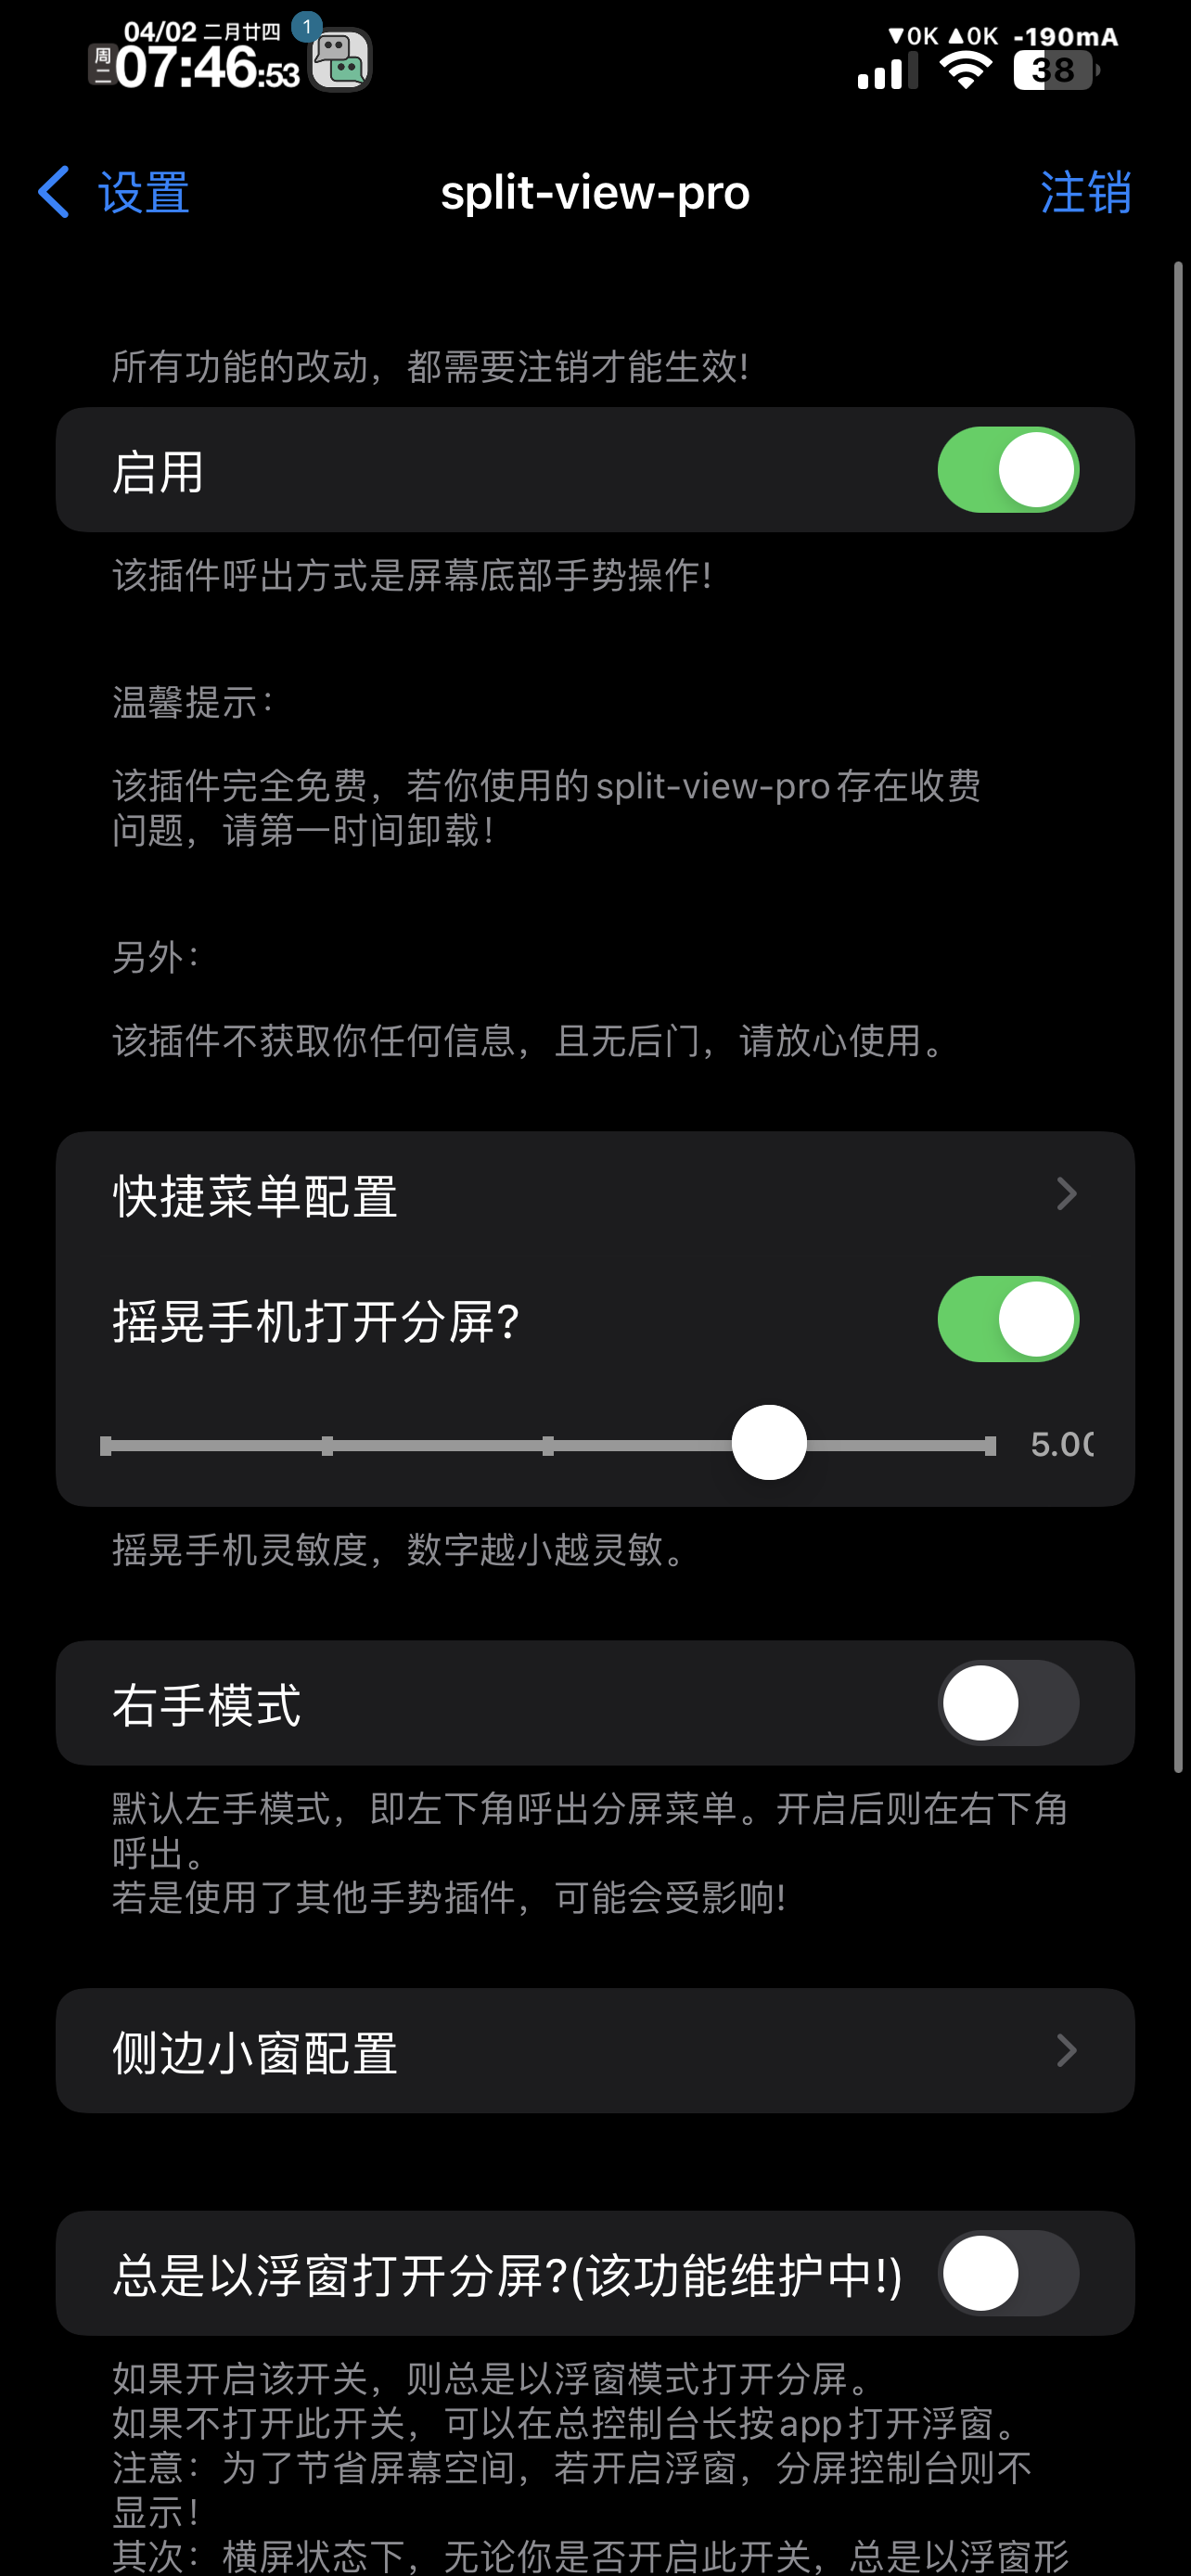 04/02 二月廿四
周二
07:46:53
1
▼0K ▲0K -190mA
38
设置
split-view-pro
注销
所有功能的改动，都需要注销才能生效!
启用
该插件呼出方式是屏幕底部手势操作!
温馨提示：
该插件完全免费，若你使用的split-view-pro存在收费
问题，请第一时间卸载！
另外：
该插件不获取你任何信息，且无后门，请放心使用。
快捷菜单配置
摇晃手机打开分屏?
5.00
摇晃手机灵敏度，数字越小越灵敏。
右手模式
默认左手模式，即左下角呼出分屏菜单。开启后则在右下角
呼出。
若是使用了其他手势插件，可能会受影响!
侧边小窗配置
总是以浮窗打开分屏?(该功能维护中!)
如果开启该开关，则总是以浮窗模式打开分屏。
如果不打开此开关，可以在总控制台长按app打开浮窗。
注意：为了节省屏幕空间，若开启浮窗，分屏控制台则不
显示！
其次：横屏状态下，无论你是否开启此开关，总是以浮窗形